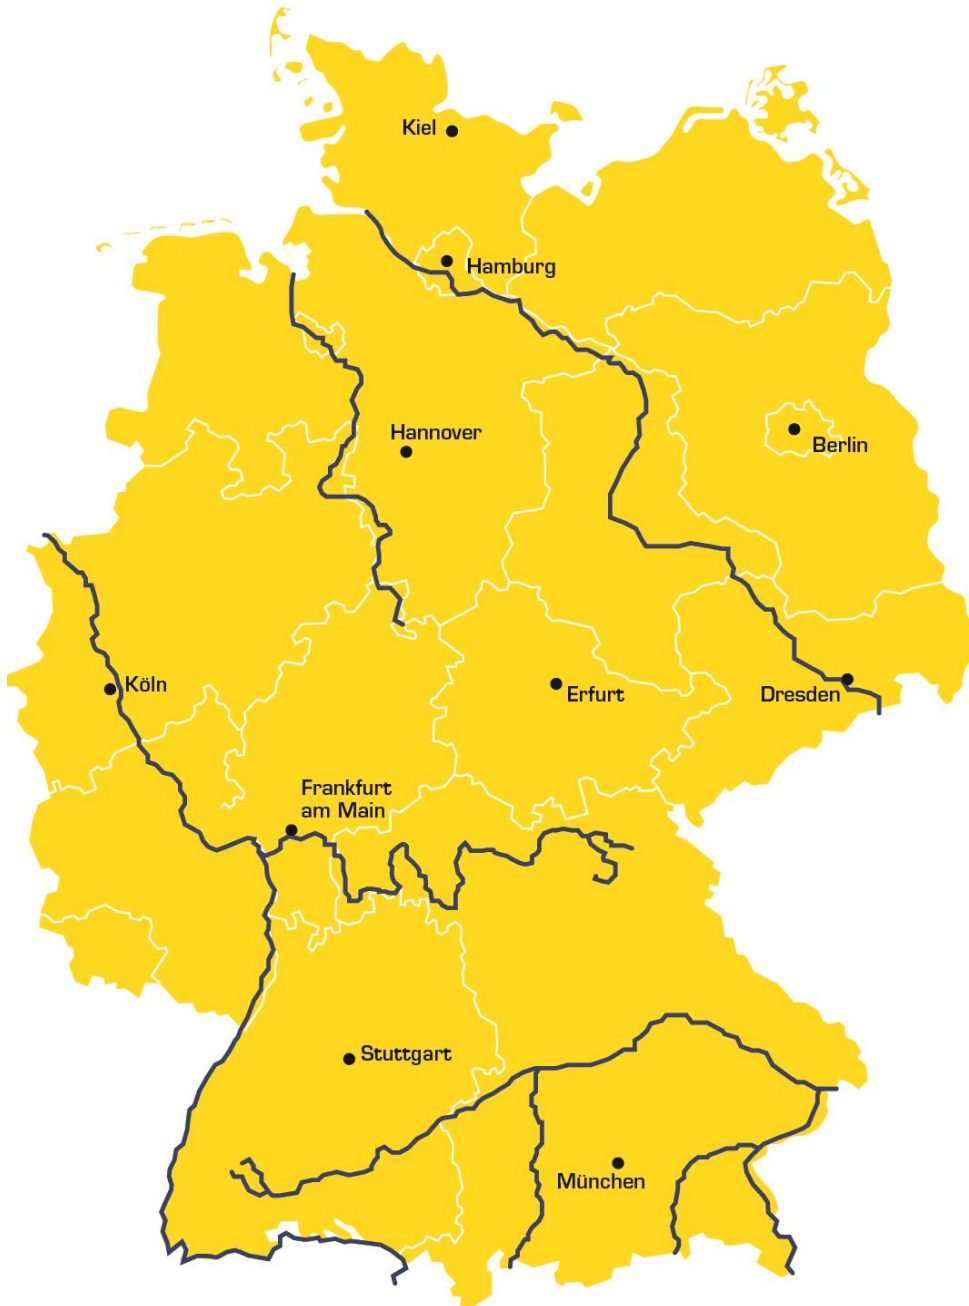 Kiel
Hamburg
Hannover
Berlin
Köln
Erfurt
Dresden
Frankfurt
am Main
Stuttgart
München